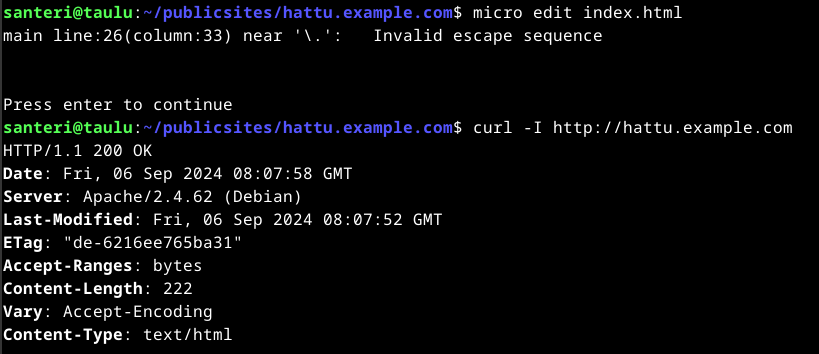 santeri@taulu:~/publicsites/hattu.example.com$ micro edit index.html
main line:26(column:33) near '\.':   Invalid escape sequence
Press enter to continue
santeri@taulu:~/publicsites/hattu.example.com$ curl -I http://hattu.example.com
HTTP/1.1 200 OK
Date: Fri, 06 Sep 2024 08:07:58 GMT
Server: Apache/2.4.62 (Debian)
Last-Modified: Fri, 06 Sep 2024 08:07:52 GMT
ETag: "de-6216ee765ba31"
Accept-Ranges: bytes
Content-Length: 222
Vary: Accept-Encoding
Content-Type: text/html